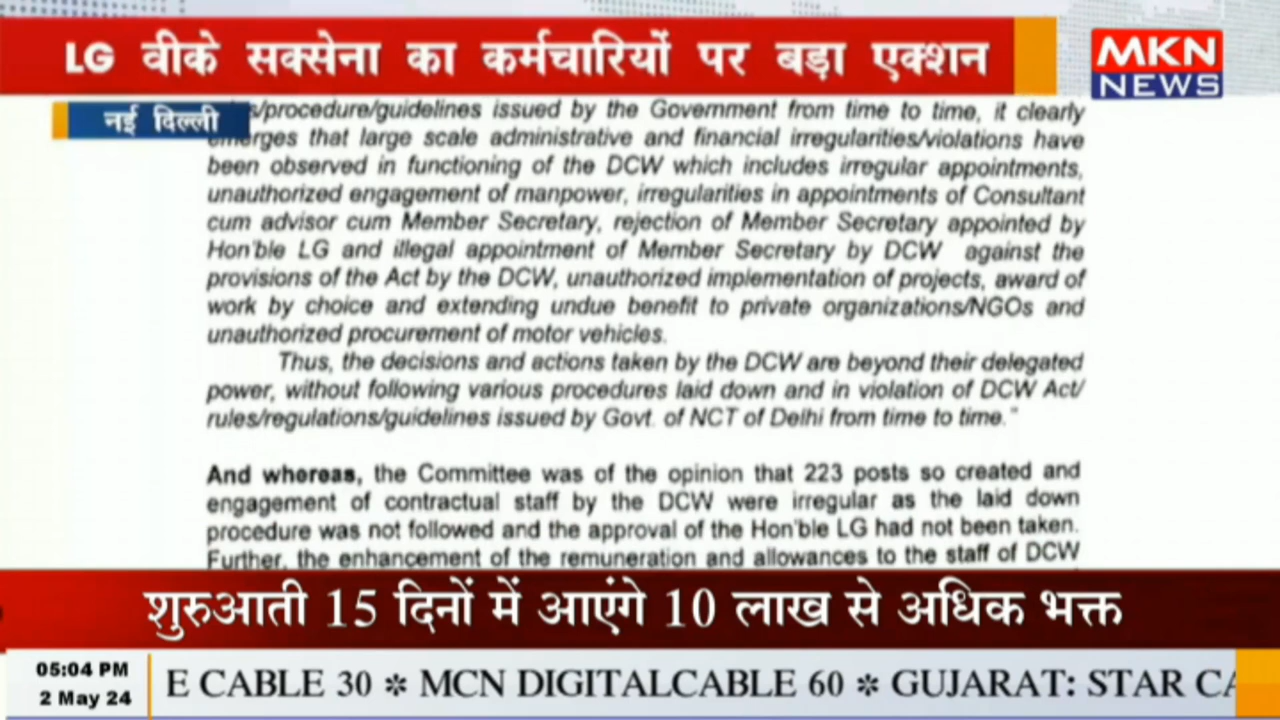 LG वीके सक्सेना का कर्मचारियों पर बड़ा एक्शन
MKN
NEWS
नई दिल्ली
s/procedure/guidelines issued by the Government from time to time, it clearly
emerges that large scale administrative and financial irregularities/violations have
been observed in functioning of the DCW which includes irregular appointments,
unauthorized engagement of manpower, irregularities in appointments of Consultant
cum advisor cum Member Secretary, rejection of Member Secretary appointed by
Hon'ble LG and illegal appointment of Member Secretary by DCW against the
provisions of the Act by the DCW, unauthorized implementation of projects, award of
work by choice and extending undue benefit to private organizations/NGOs and
unauthorized procurement of motor vehicles.
Thus, the decisions and actions taken by the DCW are beyond their delegated
power, without following various procedures laid down and in violation of DCW Act/
rules/regulations/guidelines issued by Govt. of NCT of Delhi from time to time."
And whereas, the Committee was of the opinion that 223 posts so created and
engagement of contractual staff by the DCW were irregular as the laid down
procedure was not followed and the approval of the Hon'ble LG had not been taken.
Further, the enhancement of the remuneration and allowances to the staff of DCW
शुरुआती 15 दिनों में आएंगे 10 लाख से अधिक भक्त
05:04 PM
2 May 24
E CABLE 30 * MCN DIGITALCABLE 60 * GUJARAT: STAR CA